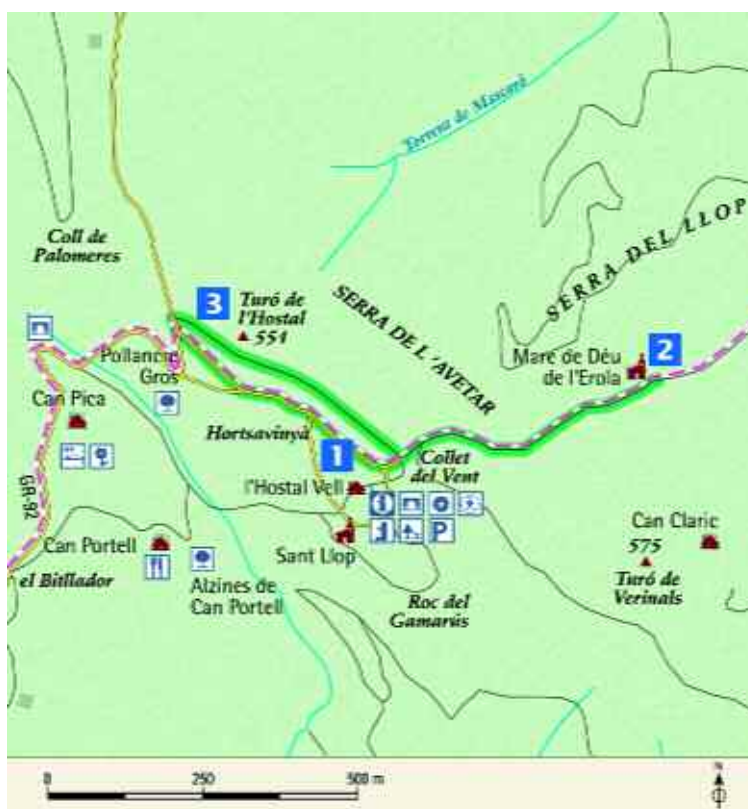 Torrent de Mascarò
Coll de
Palomeres
SERRA DEL LLOP
3
Turó de
l'Hostal
551
SERRA DE L'AVETAR
2
Mare de Déu
de l'Erola
Pollancre
Gros
Can Pica
Hortsavinyà
1
Collet
del Vent
l'Hostal Vell
GR-92
Can Portell
Sant Llop
P
Can Claric
575
Turó de
Verinals
el Bitllador
Alzines de
Can Portell
Roc del
Gamarús
0
250
500 m
N